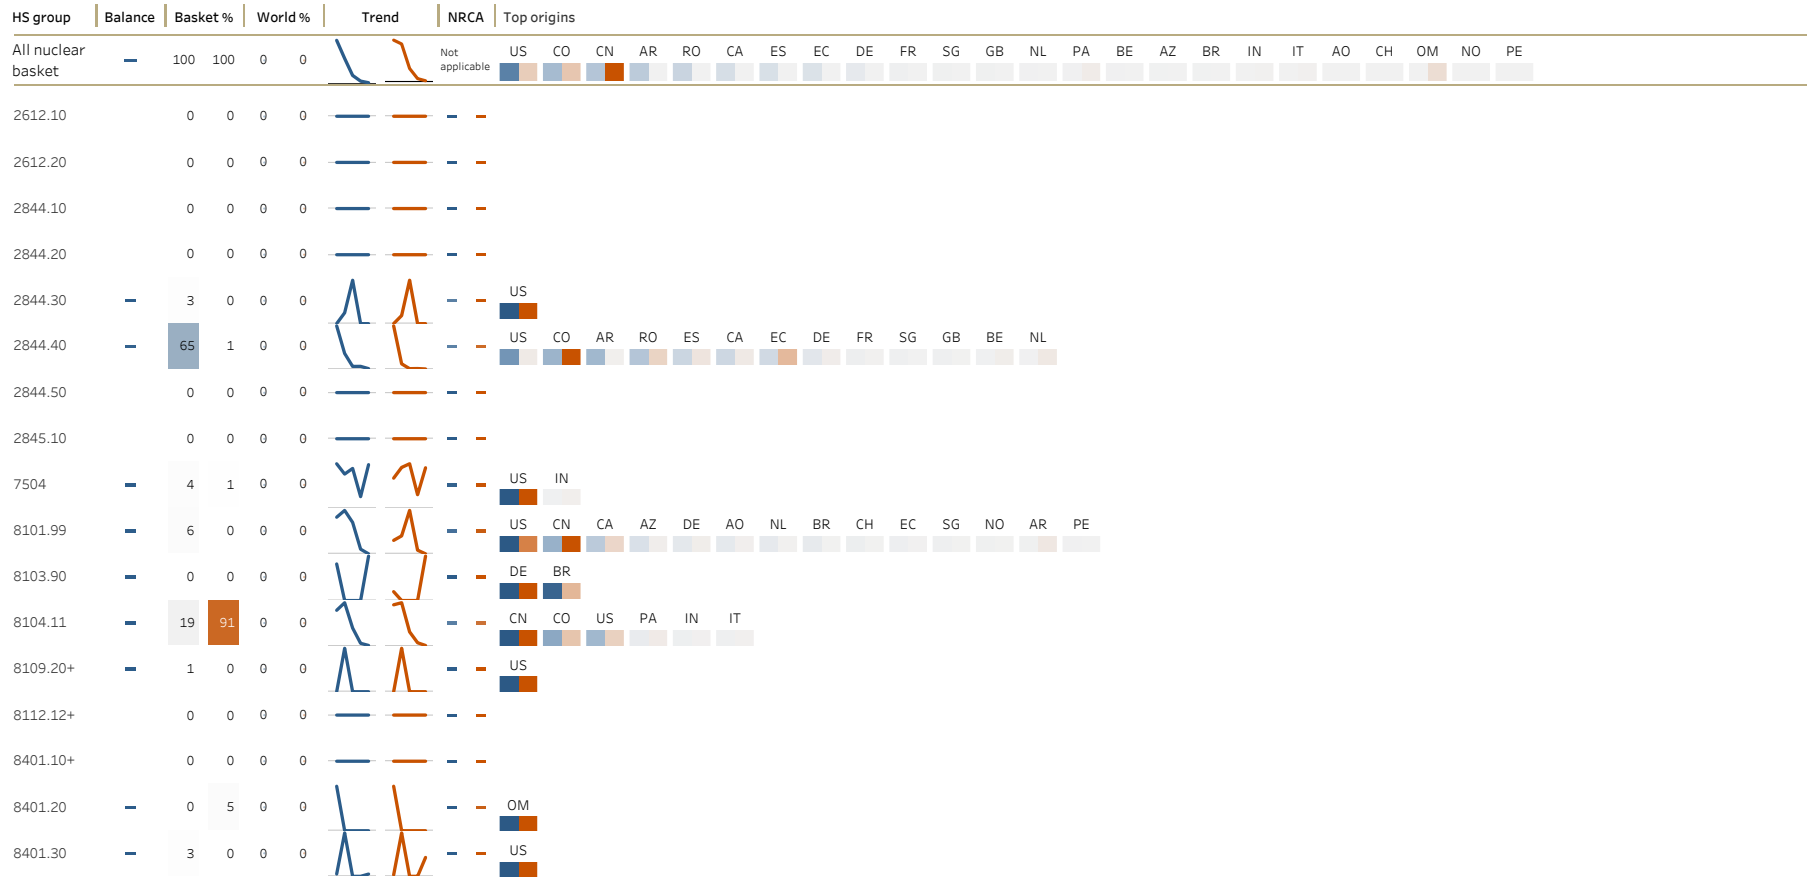 HS group Balance Basket % World % Trend NRCA Top origins
All nuclear basket 100 100 0 0 Not applicable US CO CN AR RO CA ES EC DE FR SG GB NL PA BE AZ BR IN IT AO CH OM NO PE
2612.10 0 0 0 0
2612.20 0 0 0 0
2844.10 0 0 0 0
2844.20 0 0 0 0
2844.30 3 0 0 0 US
2844.40 65 1 0 0 US CO AR RO ES CA EC DE FR SG GB BE NL
2844.50 0 0 0 0
2845.10 0 0 0 0
7504 4 1 0 0 US IN
8101.99 6 0 0 0 US CN CA AZ DE AO NL BR CH EC SG NO AR PE
8103.90 0 0 0 0 DE BR
8104.11 19 91 0 0 CN CO US PA IN IT
8109.20+ 1 0 0 0 US
8112.12+ 0 0 0 0
8401.10+ 0 0 0 0
8401.20 0 5 0 0 OM
8401.30 3 0 0 0 US